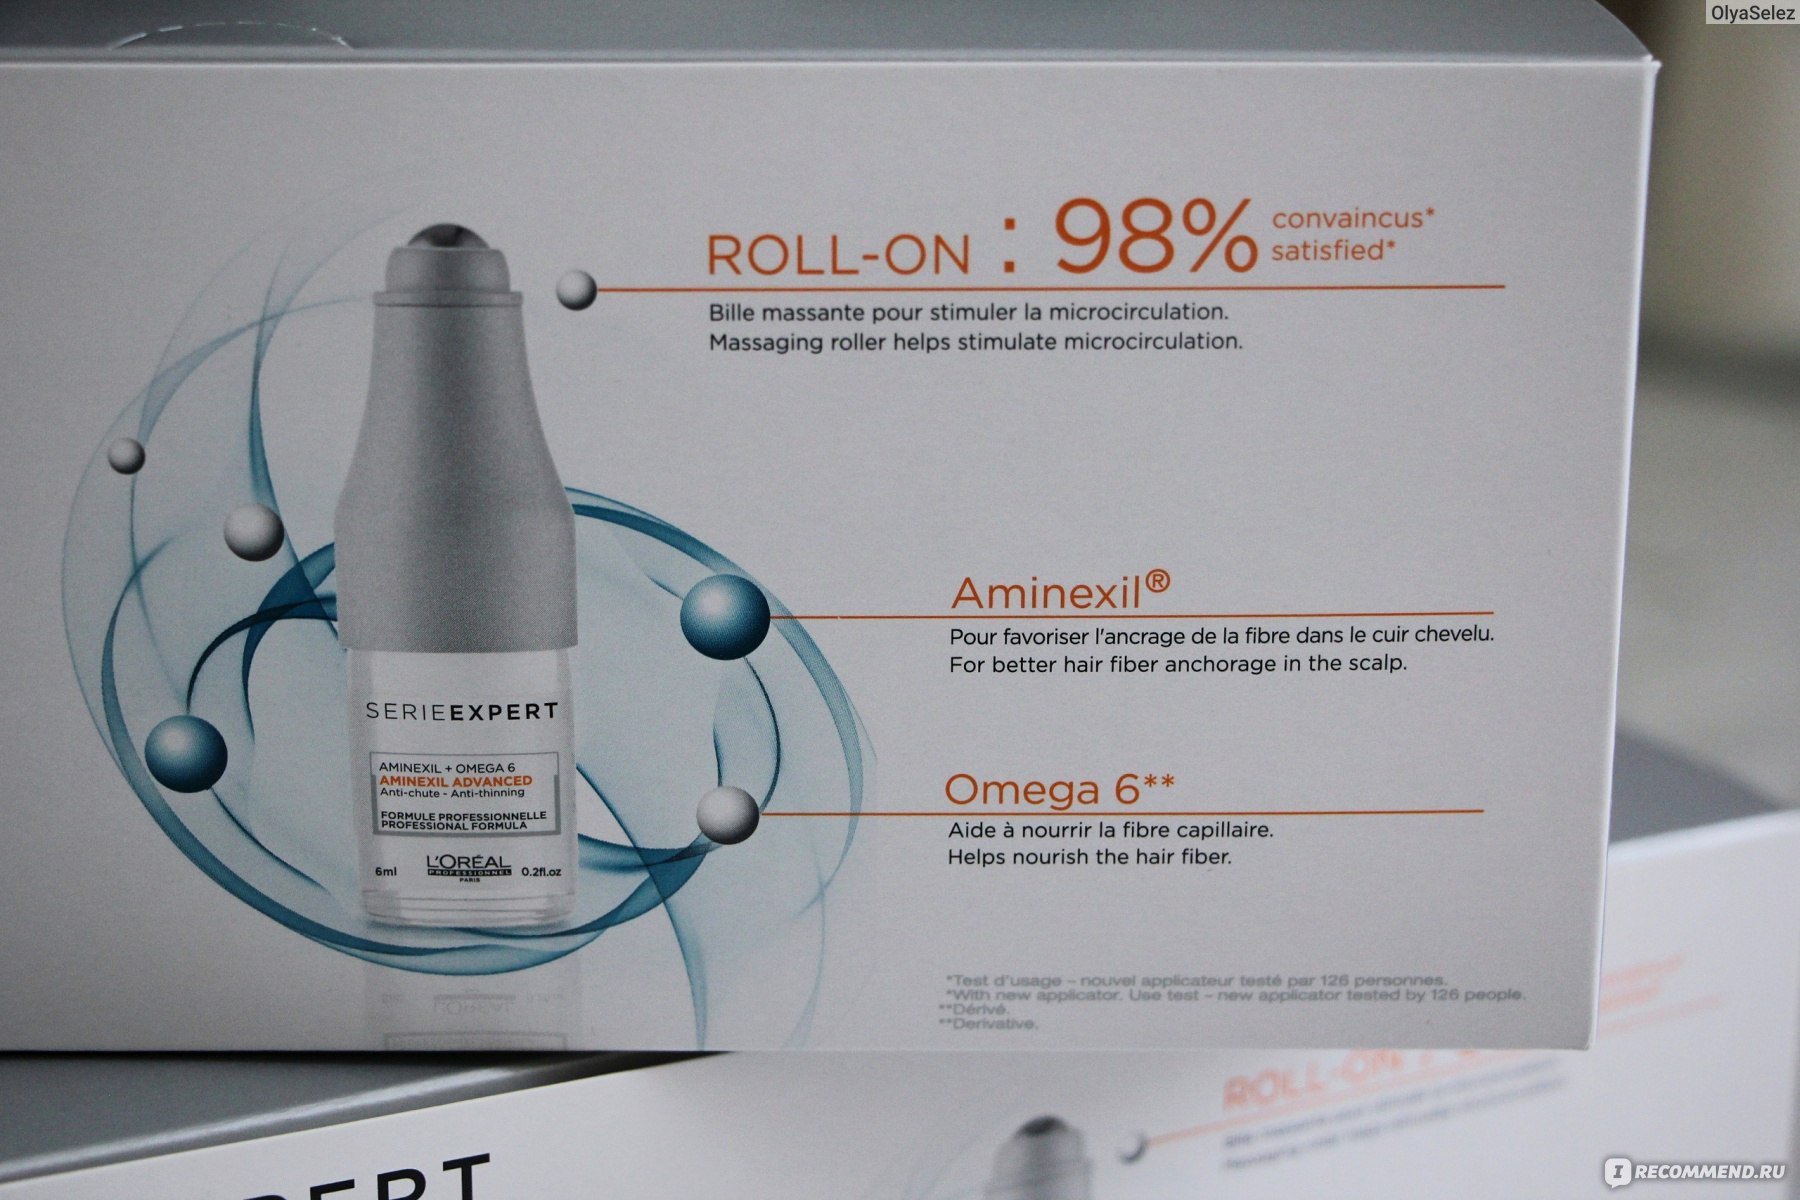 OlyaSelez
ROLL-ON : 98% convaincus*
satisfied*
Bille massante pour stimuler la microcirculation.
Massaging roller helps stimulate microcirculation.
Aminexil®
Pour favoriser l'ancrage de la fibre dans le cuir chevelu.
For better hair fiber anchorage in the scalp.
Omega 6**
Aide à nourrir la fibre capillaire.
Helps nourish the hair fiber.
SERIEEXPERT
AMINEXIL + OMEGA 6
AMINEXIL ADVANCED
Anti-chute - Anti-thinning
FORMULE PROFESSIONNELLE
PROFESSIONAL FORMULA
6ml L'ORÉAL 0.2fl.oz
PROFESSIONNEL
PARIS
*Test d'usage – nouvel applicateur testé par 126 personnes.
*With new applicator. Use test – new applicator tested by 126 people.
**Dérivé.
**Derivative.
ROLL-ON :
PERT
IRECOMMEND.RU